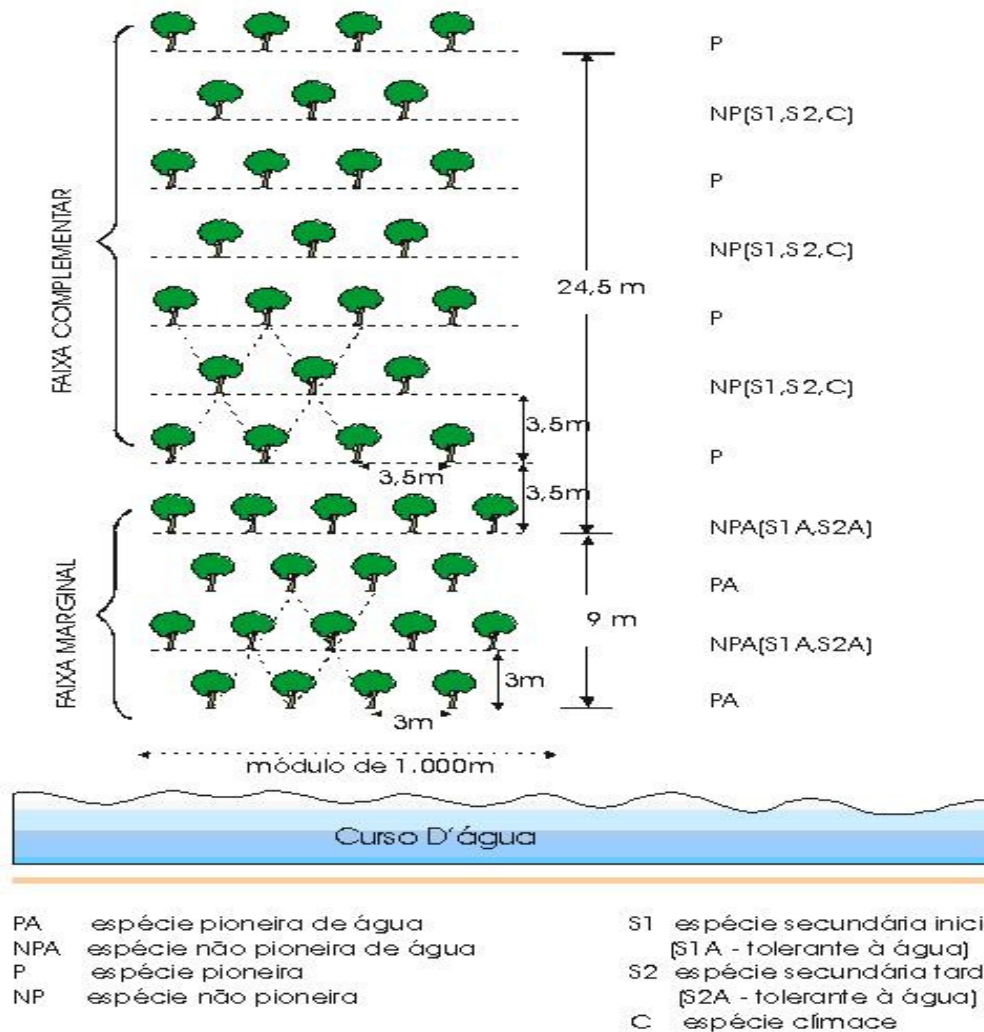 P
NP(S1,S2,C)
P
NP(S1,S2,C)
24,5 m
P
NP(S1,S2,C)
3,5m
P
3,5m
3,5m
NPA(S1A,S2A)
PA
9 m
NPA(S1A,S2A)
3m
PA
3m
FAIXA COMPLEMENTAR
FAIXA MARGINAL
módulo de 1.000m
Curso D'água
PA espécie pioneira de água
NPA espécie não pioneira de água
P espécie pioneira
NP espécie não pioneira
S1 espécie secundária inici
(S1A - tolerante à água)
S2 espécie secundária tard
(S2A - tolerante à água)
C espécie clímace